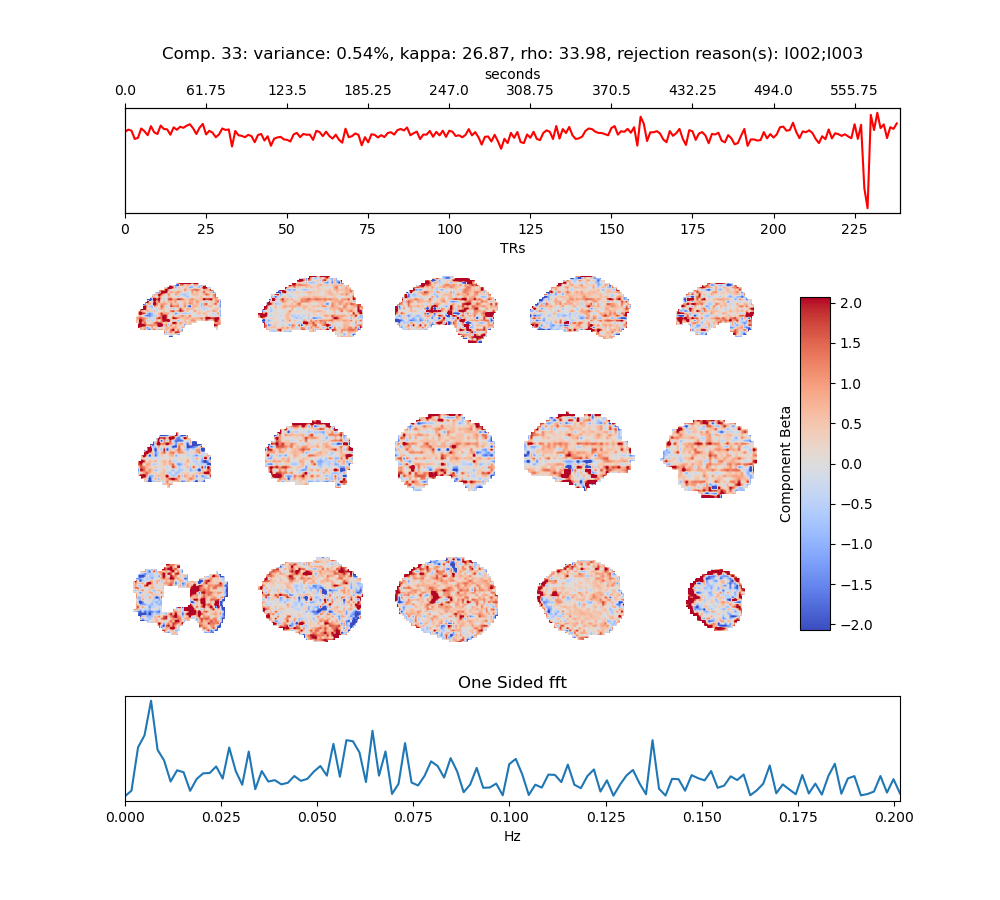 Comp. 33: variance: 0.54%, kappa: 26.87, rho: 33.98, rejection reason(s): I002;I003
seconds
0.0 61.75 123.5 185.25 247.0 308.75 370.5 432.25 494.0 555.75
0 25 50 75 100 125 150 175 200 225
TRs
2.0
1.5
1.0
0.5
0.0
−0.5
−1.0
−1.5
−2.0
Component Beta
One Sided fft
0.000 0.025 0.050 0.075 0.100 0.125 0.150 0.175 0.200
Hz